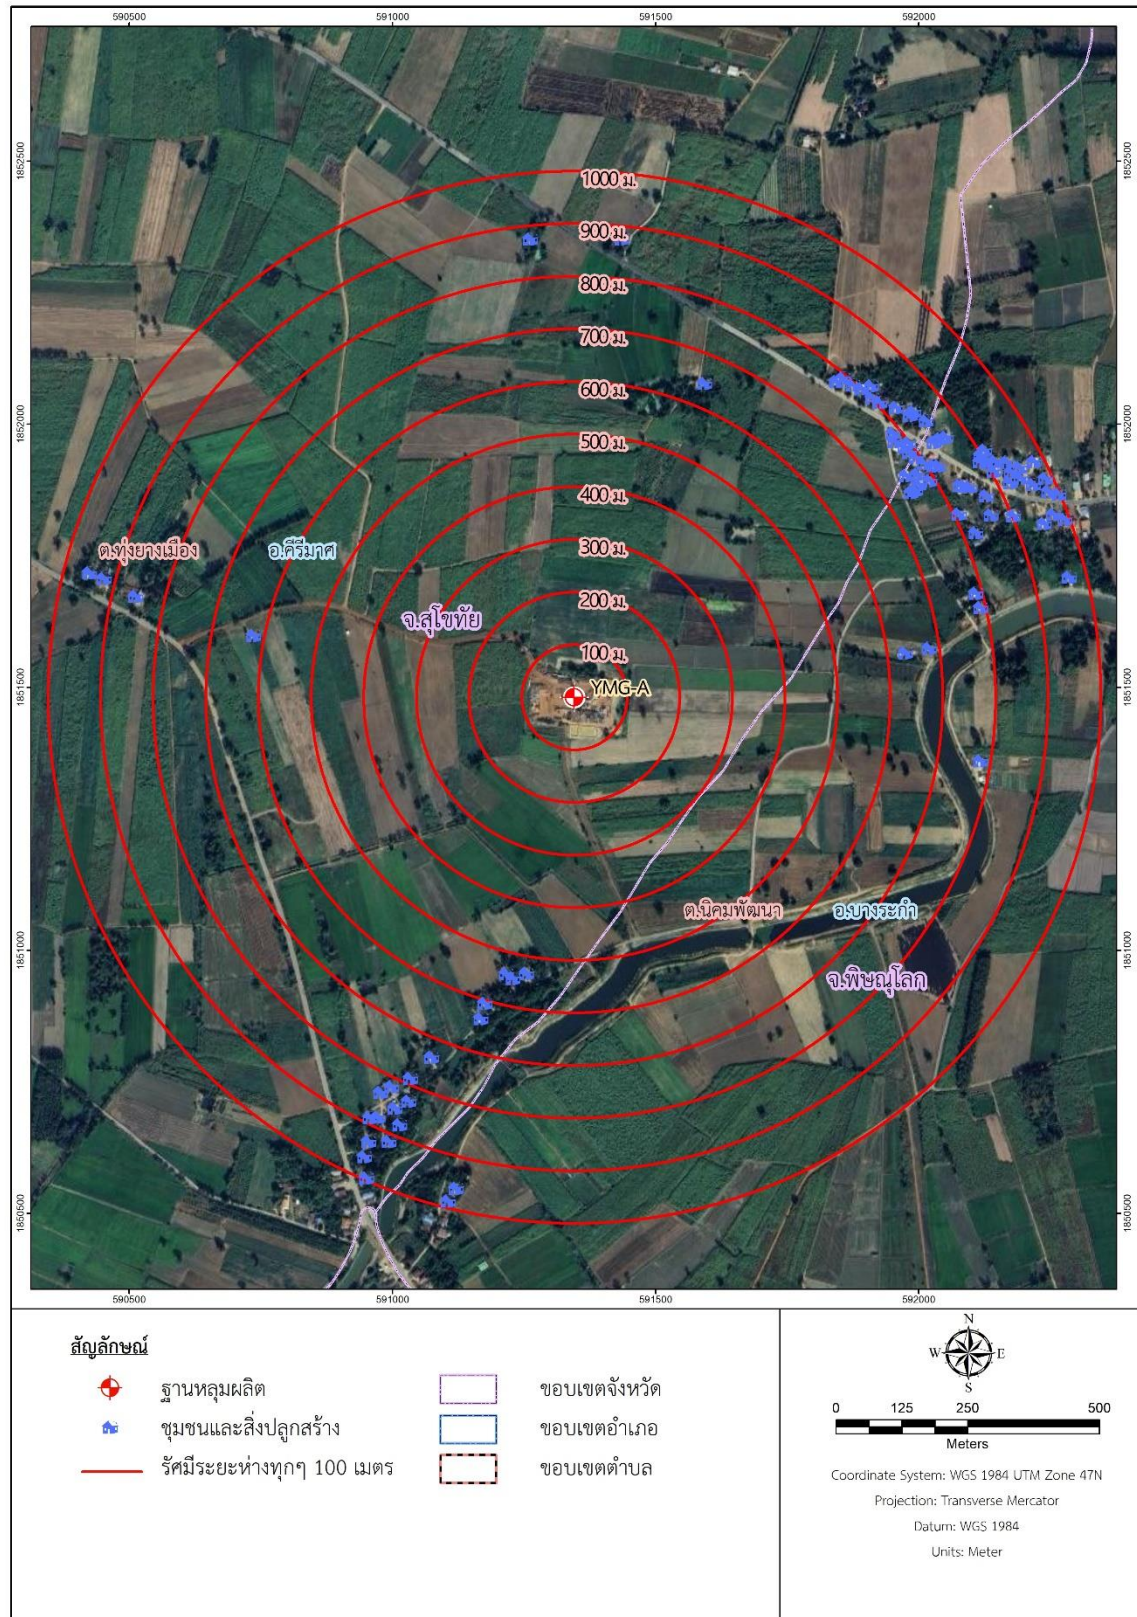 590500 591000 591500 592000
1852500
1852000
1851500
1851000
1850500
1852500
1852000
1851500
1851000
1850500
1000 ม.
900 ม.
800 ม.
700 ม.
600 ม.
500 ม.
400 ม.
300 ม.
200 ม.
100 ม.
YMG-A
ต.ทุ่งยางเมือง
อ.คีรีมาศ
จ.สุโขทัย
ต.นิคมพัฒนา
อ.บางระกำ
จ.พิษณุโลก
590500 591000 591500 592000
สัญลักษณ์
ฐานหลุมผลิต
ชุมชนและสิ่งปลูกสร้าง
รัศมีระยะห่างทุกๆ 100 เมตร
ขอบเขตจังหวัด
ขอบเขตอำเภอ
ขอบเขตตำบล
N
W E
S
0 125 250 500
Meters
Coordinate System: WGS 1984 UTM Zone 47N
Projection: Transverse Mercator
Datum: WGS 1984
Units: Meter